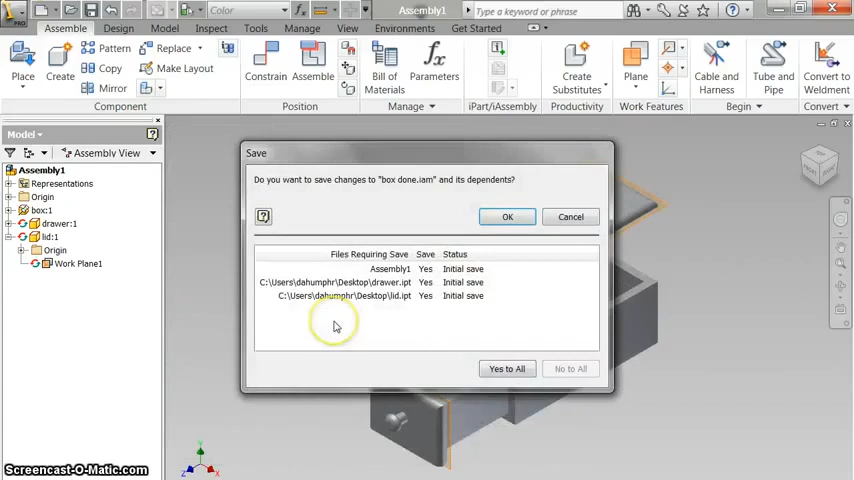 PRO
Color
Assembly1
Type a keyword or phrase
Assemble
Design
Model
Inspect
Tools
Manage
View
Environments
Get Started
Place
Create
Pattern
Copy
Mirror
Replace
Make Layout
Component
Constrain
Assemble
Position
Bill of
Materials
Parameters
Manage
iPart/iAssembly
Create
Substitutes
Productivity
Plane
Work Features
Cable and
Harness
Tube and
Pipe
Begin
Convert to
Weldment
Convert
Model
Assembly View
Assembly1
Representations
Origin
box:1
drawer:1
lid:1
Origin
Work Plane1
Save
Do you want to save changes to "box done.iam" and its dependents?
OK
Cancel
Files Requiring Save Save Status
Assembly1 Yes Initial save
C:\Users\dahumphr\Desktop\drawer.ipt Yes Initial save
C:\Users\dahumphr\Desktop\lid.ipt Yes Initial save
Yes to All
No to All
Screencast-O-Matic.com